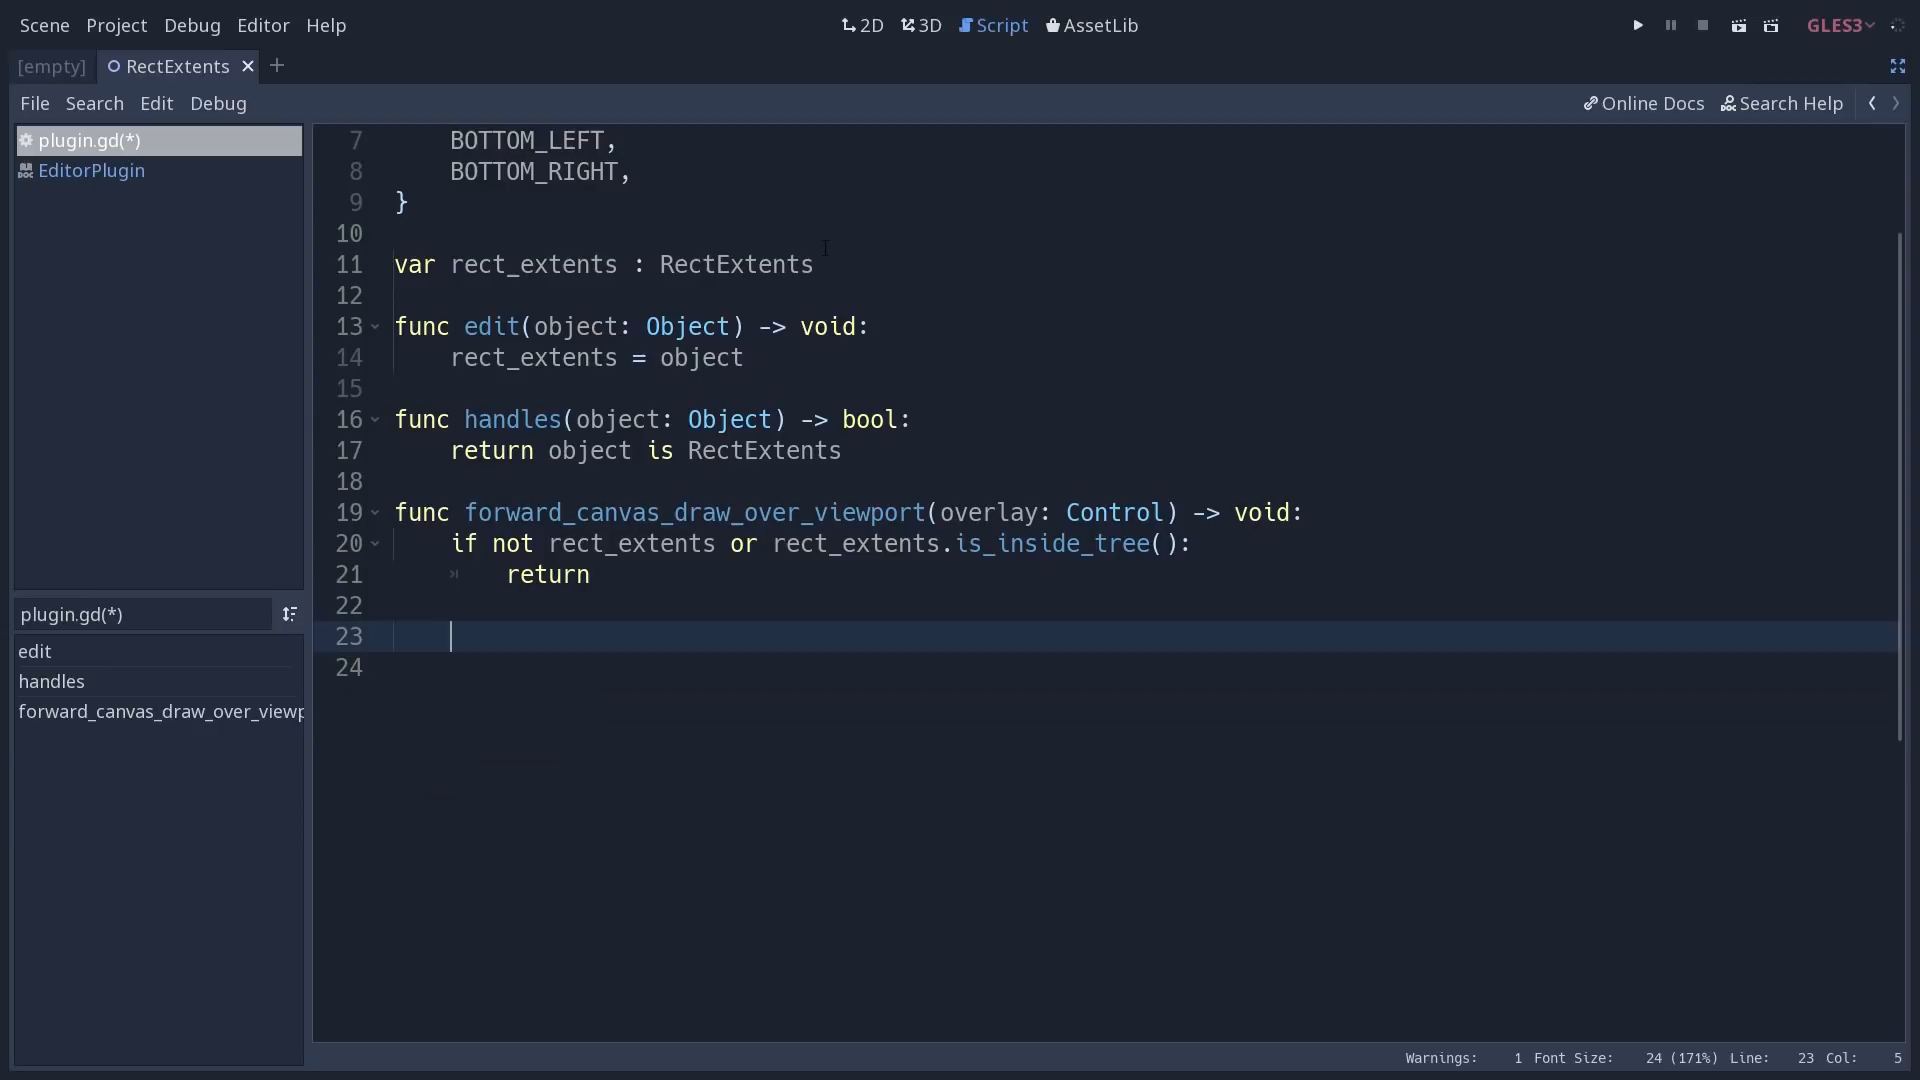 Scene Project Debug Editor Help 2D 3D Script AssetLib GLES3
[empty] RectExtents
File Search Edit Debug Online Docs Search Help
plugin.gd(*)
EditorPlugin
plugin.gd(*)
edit
handles
forward_canvas_draw_over_viewp
7 BOTTOM_LEFT,
8 BOTTOM_RIGHT,
9 }
10
11 var rect_extents : RectExtents
12
13 func edit(object: Object) -> void:
14 rect_extents = object
15
16 func handles(object: Object) -> bool:
17 return object is RectExtents
18
19 func forward_canvas_draw_over_viewport(overlay: Control) -> void:
20 if not rect_extents or rect_extents.is_inside_tree():
21 return
22
23
24
Warnings: 1 Font Size: 24 (171%) Line: 23 Col: 5